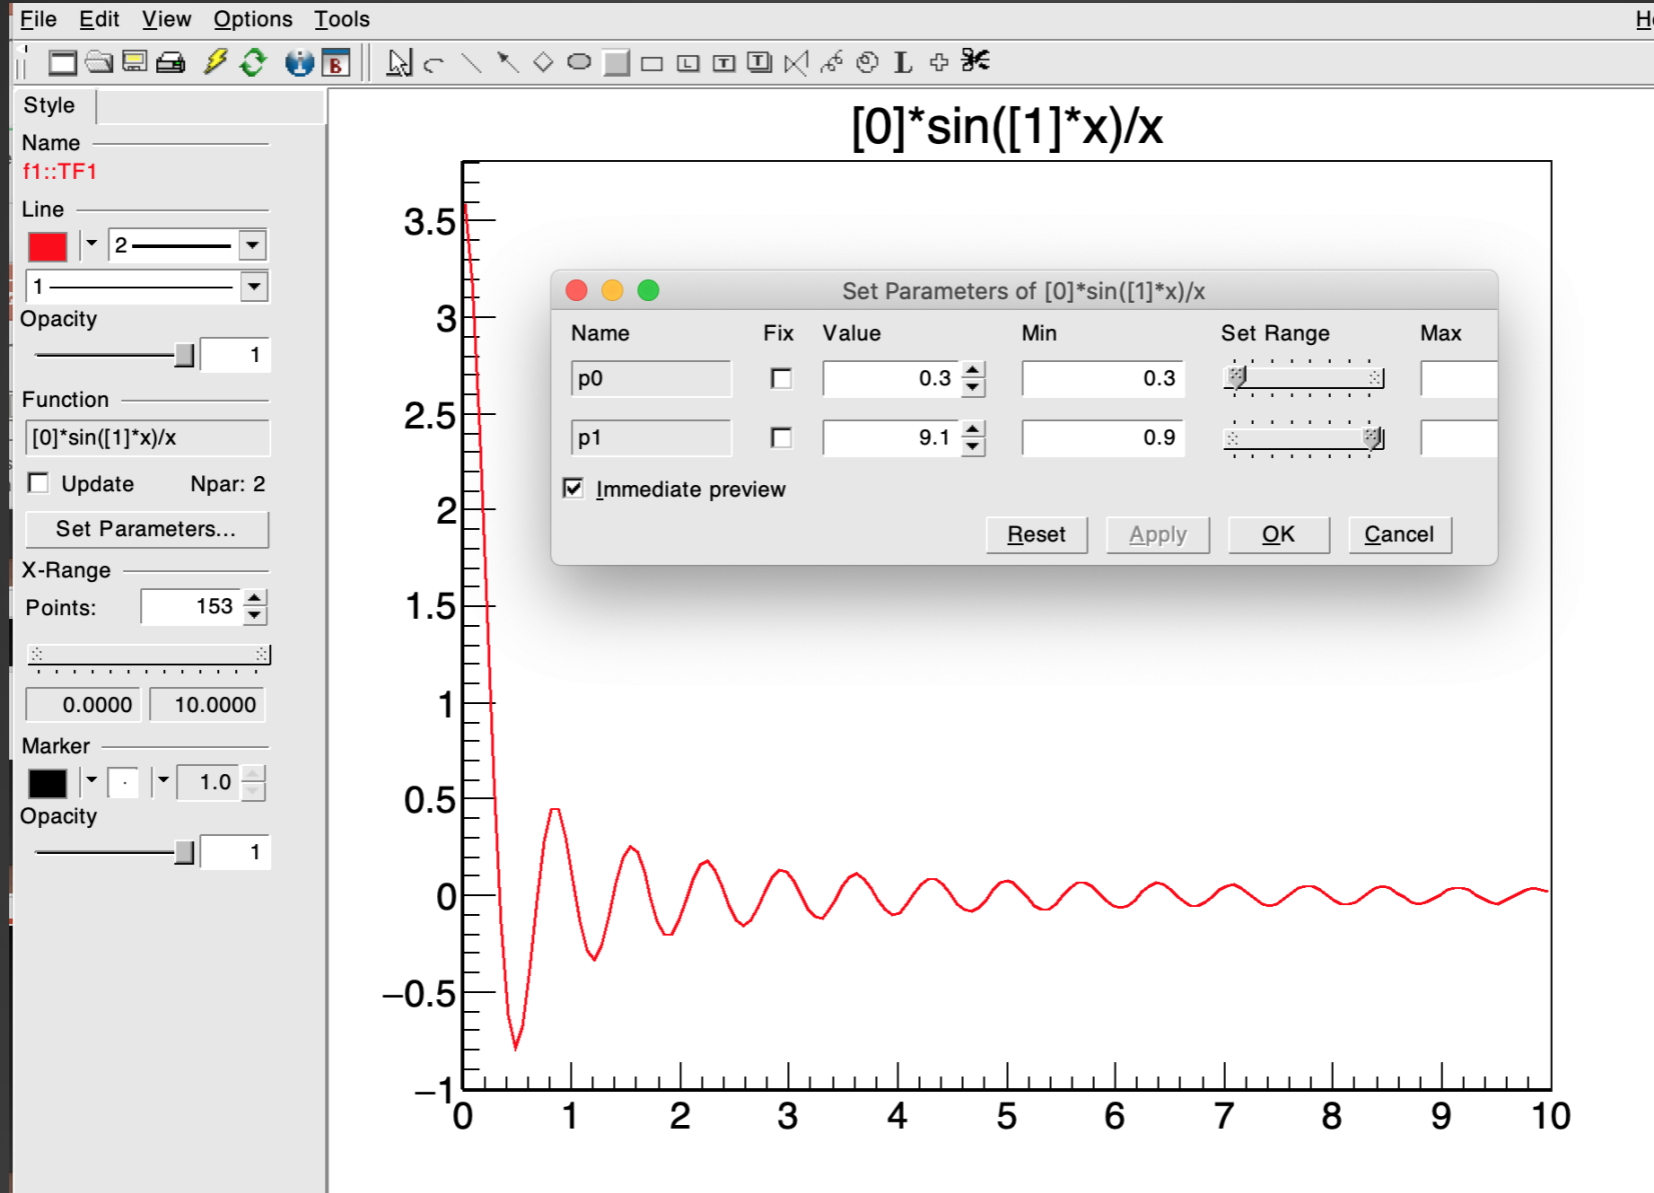 File Edit View Options Tools
B L T T L
Style
Name
f1::TF1
Line
2
1
Opacity
1
Function
[0]*sin([1]*x)/x
Update Npar: 2
Set Parameters...
X-Range
Points: 153
0.0000 10.0000
Marker
1.0
Opacity
1
[0]*sin([1]*x)/x
3.5
3
2.5
2
1.5
1
0.5
0
−0.5
−1
0 1 2 3 4 5 6 7 8 9 10
Set Parameters of [0]*sin([1]*x)/x
Name Fix Value Min Set Range Max
p0 0.3 0.3
p1 9.1 0.9
Immediate preview
Reset Apply OK Cancel